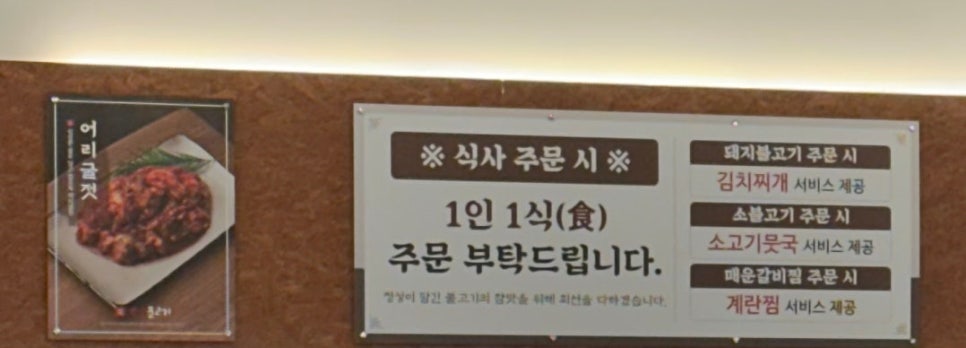 어리굴젓
불고기
※ 식사 주문 시 ※
1인 1식(食)
주문 부탁드립니다.
정성이 담긴 불고기의 참맛을 위해 최선을 다하겠습니다.
돼지불고기 주문 시
김치찌개 서비스 제공
소불고기 주문 시
소고기뭇국 서비스 제공
매운갈비찜 주문 시
계란찜 서비스 제공